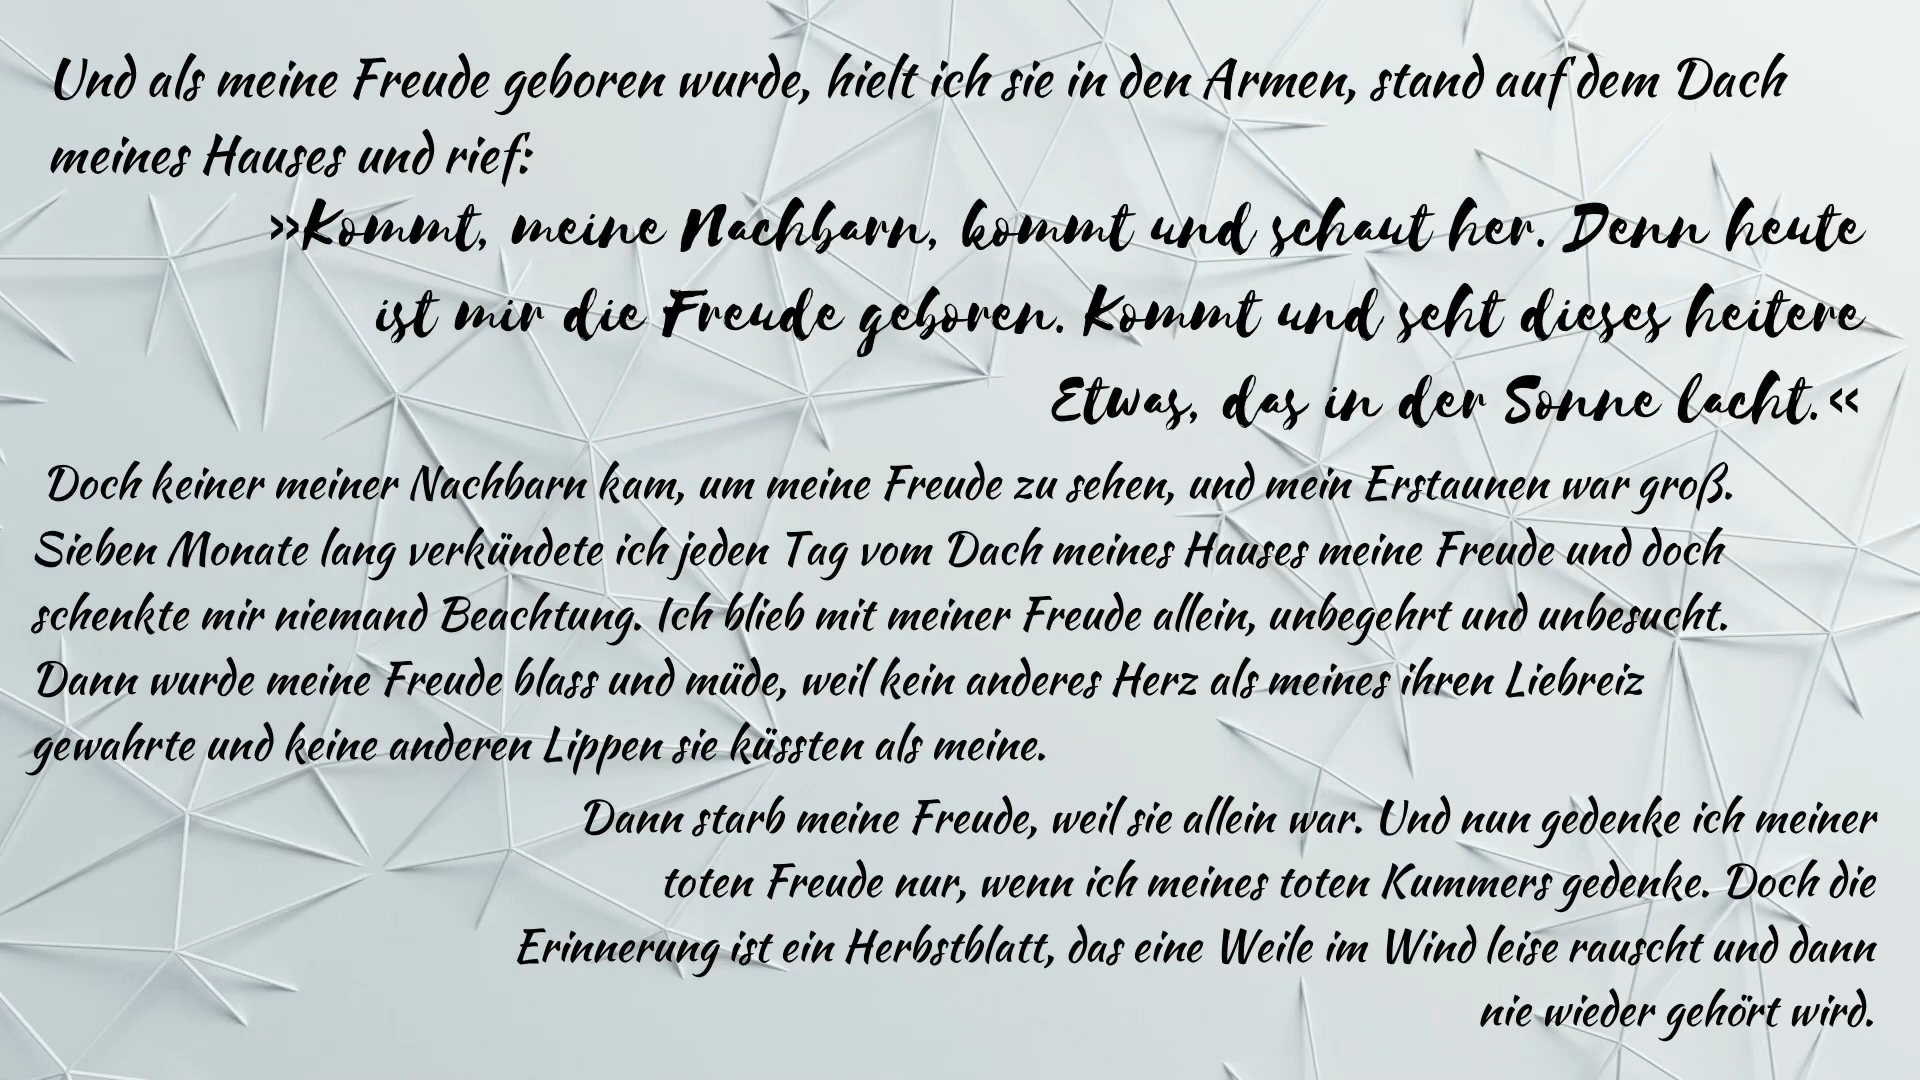 Und als meine Freude geboren wurde, hielt ich sie in den Armen, stand auf dem Dach
meines Hauses und rief:
»Kommt, meine Nachbarn, kommt und schaut her. Denn heute
ist mir die Freude geboren. Kommt und seht dieses heitere
Etwas, das in der Sonne lacht.«
Doch keiner meiner Nachbarn kam, um meine Freude zu sehen, und mein Erstaunen war groß.
Sieben Monate lang verkündete ich jeden Tag vom Dach meines Hauses meine Freude und doch
schenkte mir niemand Beachtung. Ich blieb mit meiner Freude allein, unbegehrt und unbesucht.
Dann wurde meine Freude blass und müde, weil kein anderes Herz als meines ihren Liebreiz
gewahrte und keine anderen Lippen sie küssten als meine.
Dann starb meine Freude, weil sie allein war. Und nun gedenke ich meiner
toten Freude nur, wenn ich meines toten Kummers gedenke. Doch die
Erinnerung ist ein Herbstblatt, das eine Weile im Wind leise rauscht und dann
nie wieder gehört wird.